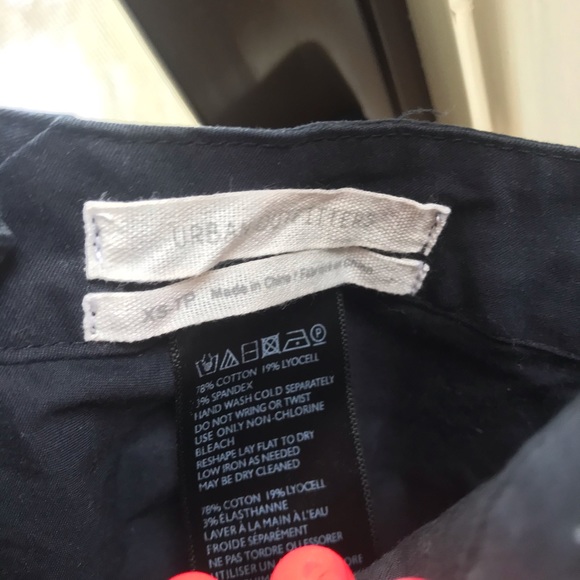 URBAN OUTFITTERS
XS-TP Made in China / Fabriqué en Chine
78% COTTON 19% LYOCELL
3% SPANDEX
HAND WASH COLD SEPARATELY
DO NOT WRING OR TWIST
USE ONLY NON-CHLORINE
BLEACH
RESHAPE LAY FLAT TO DRY
LOW IRON AS NEEDED
MAY BE DRY CLEANED
78% COTON 19% LYOCELL
3% ELASTHANNE
LAVER À LA MAIN À L'EAU
FROIDE SÉPARÉMENT
NE PAS TORDRE OU ESSORER
UTILISER UN